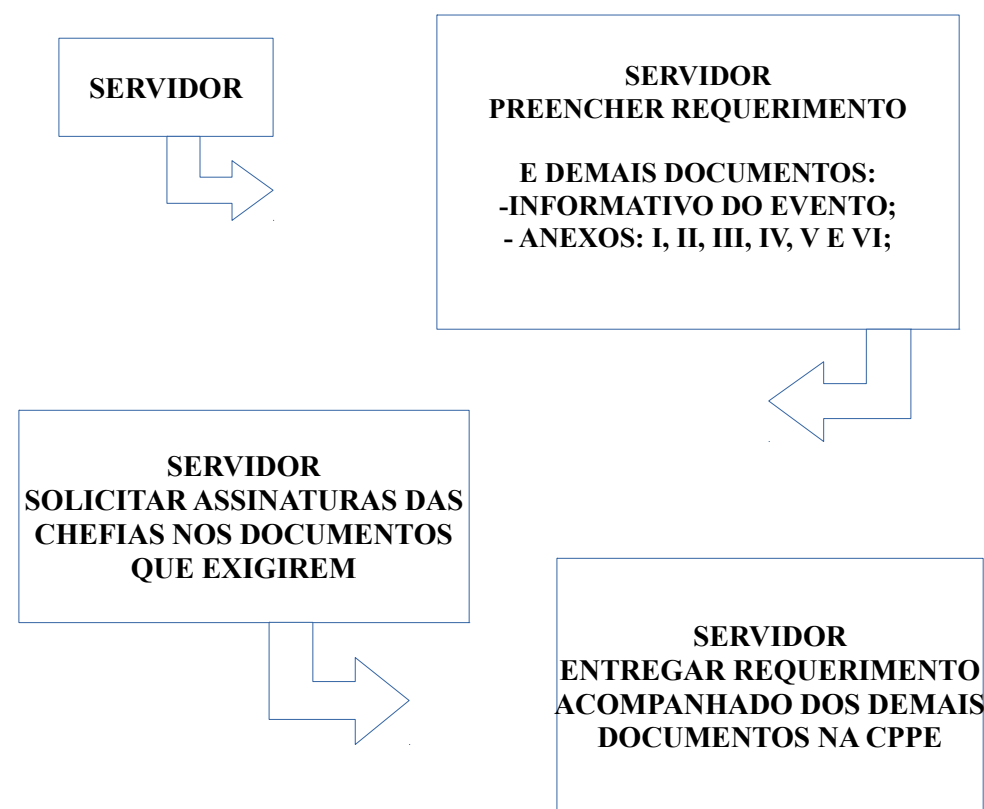 SERVIDOR
SERVIDOR
PREENCHER REQUERIMENTO
E DEMAIS DOCUMENTOS:
-INFORMATIVO DO EVENTO;
- ANEXOS: I, II, III, IV, V E VI;
SERVIDOR
SOLICITAR ASSINATURAS DAS
CHEFIAS NOS DOCUMENTOS
QUE EXIGIREM
SERVIDOR
ENTREGAR REQUERIMENTO
ACOMPANHADO DOS DEMAIS
DOCUMENTOS NA CPPE